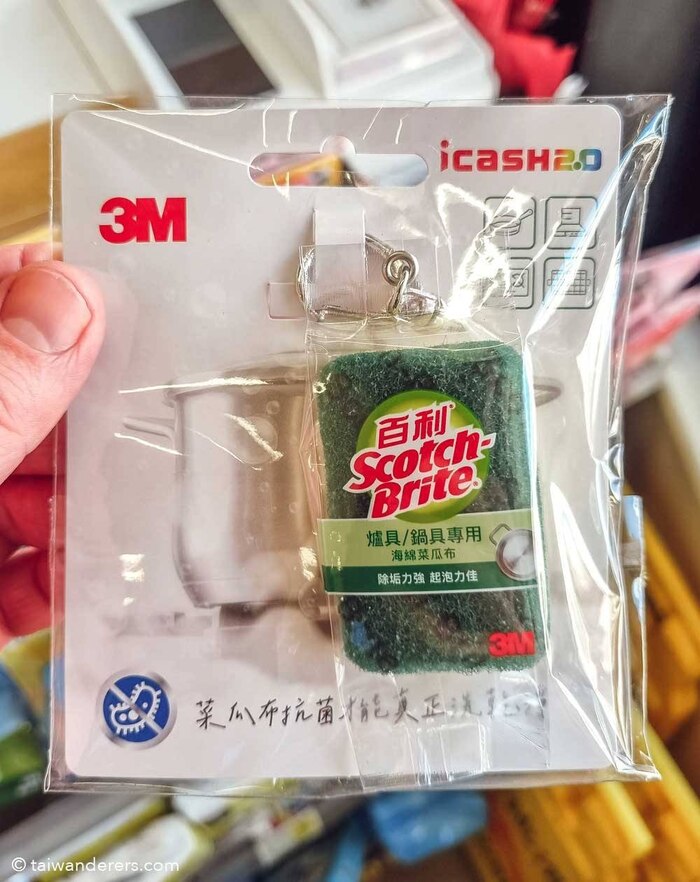 icash2.0
3M
百利
Scotch-
Brite
爐具/鍋具專用
海綿菜瓜布
除垢力強 起泡力佳
3M
菜瓜布抗菌才能真正洗乾淨
© taiwanderers.com